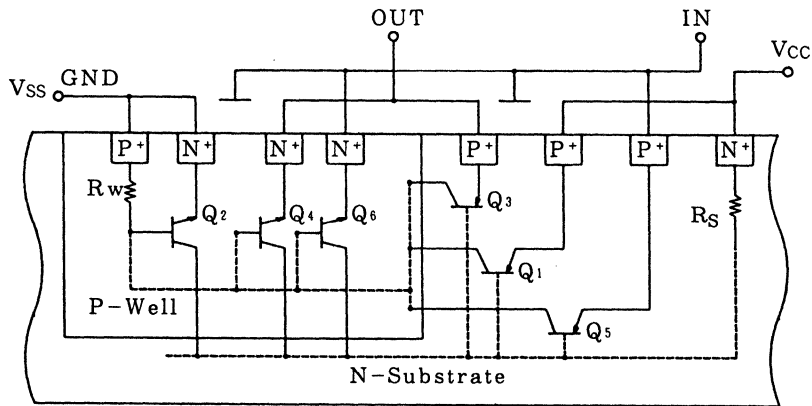 OUT
IN
VCC
VSS
GND
P+
N+
N+
N+
P+
P+
P+
N+
Rw
Q2
Q4
Q6
Q3
RS
Q1
P-Well
Q5
N-Substrate